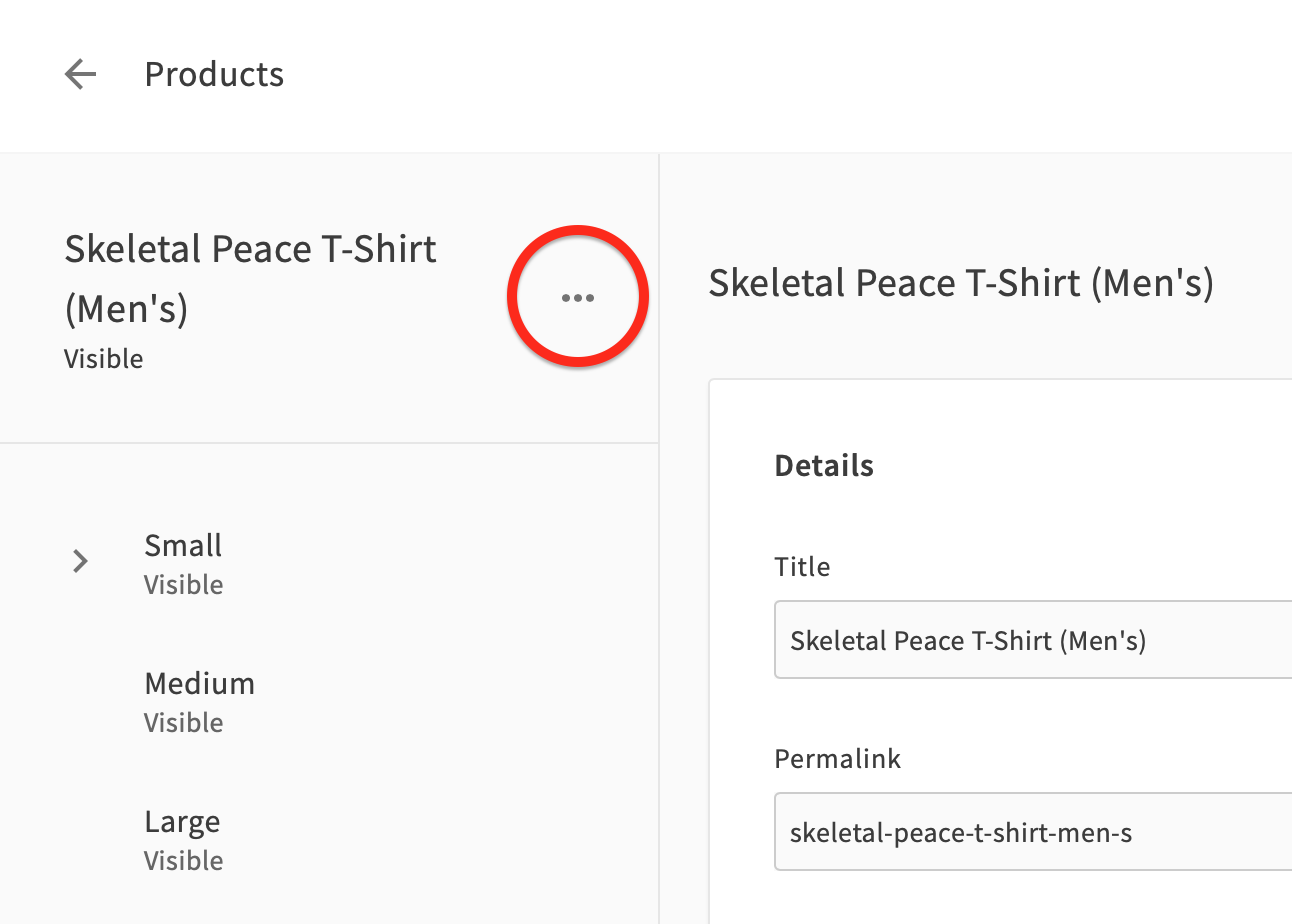 Products
Skeletal Peace T-Shirt
(Men's)
Visible
Small
Visible
Medium
Visible
Large
Visible
Skeletal Peace T-Shirt (Men's)
Details
Title
Skeletal Peace T-Shirt (Men's)
Permalink
skeletal-peace-t-shirt-men-s